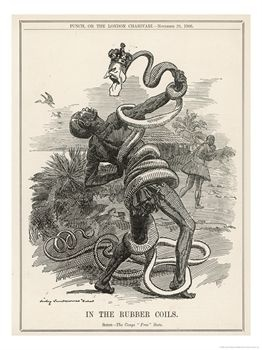 PUNCH, OR THE LONDON CHARIVARI.—NOVEMBER 28, 1906.
IN THE RUBBER COILS.
Scene—The Congo "Free" State.